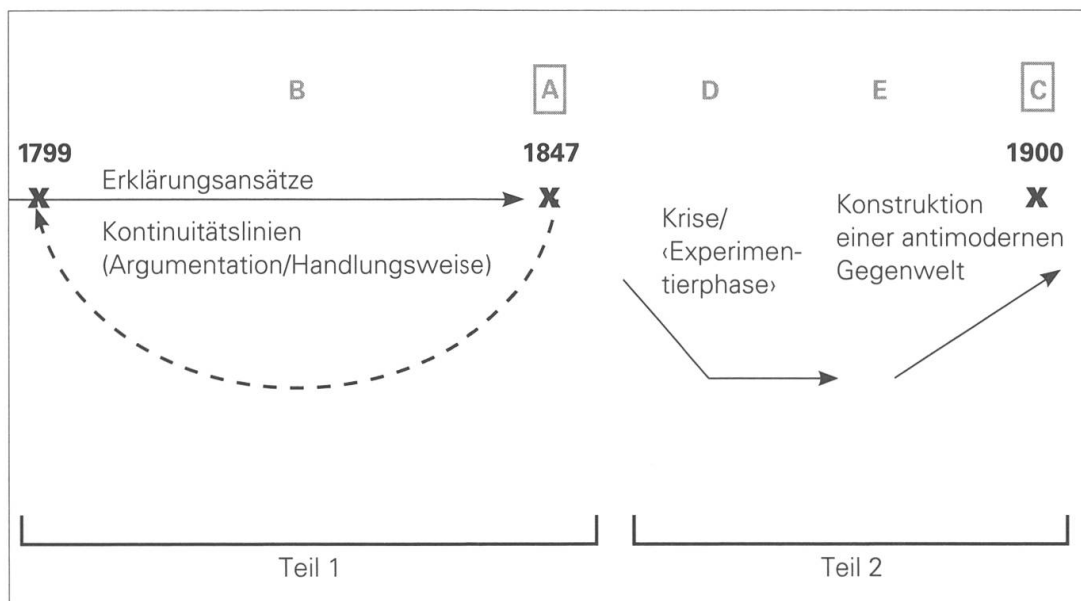 B
A
D
E
C
1799
1847
1900
Erklärungsansätze
Kontinuitätslinien
(Argumentation/Handlungsweise)
Krise/
‹Experimen-
tierphase›
Konstruktion
einer antimodernen
Gegenwelt
Teil 1
Teil 2